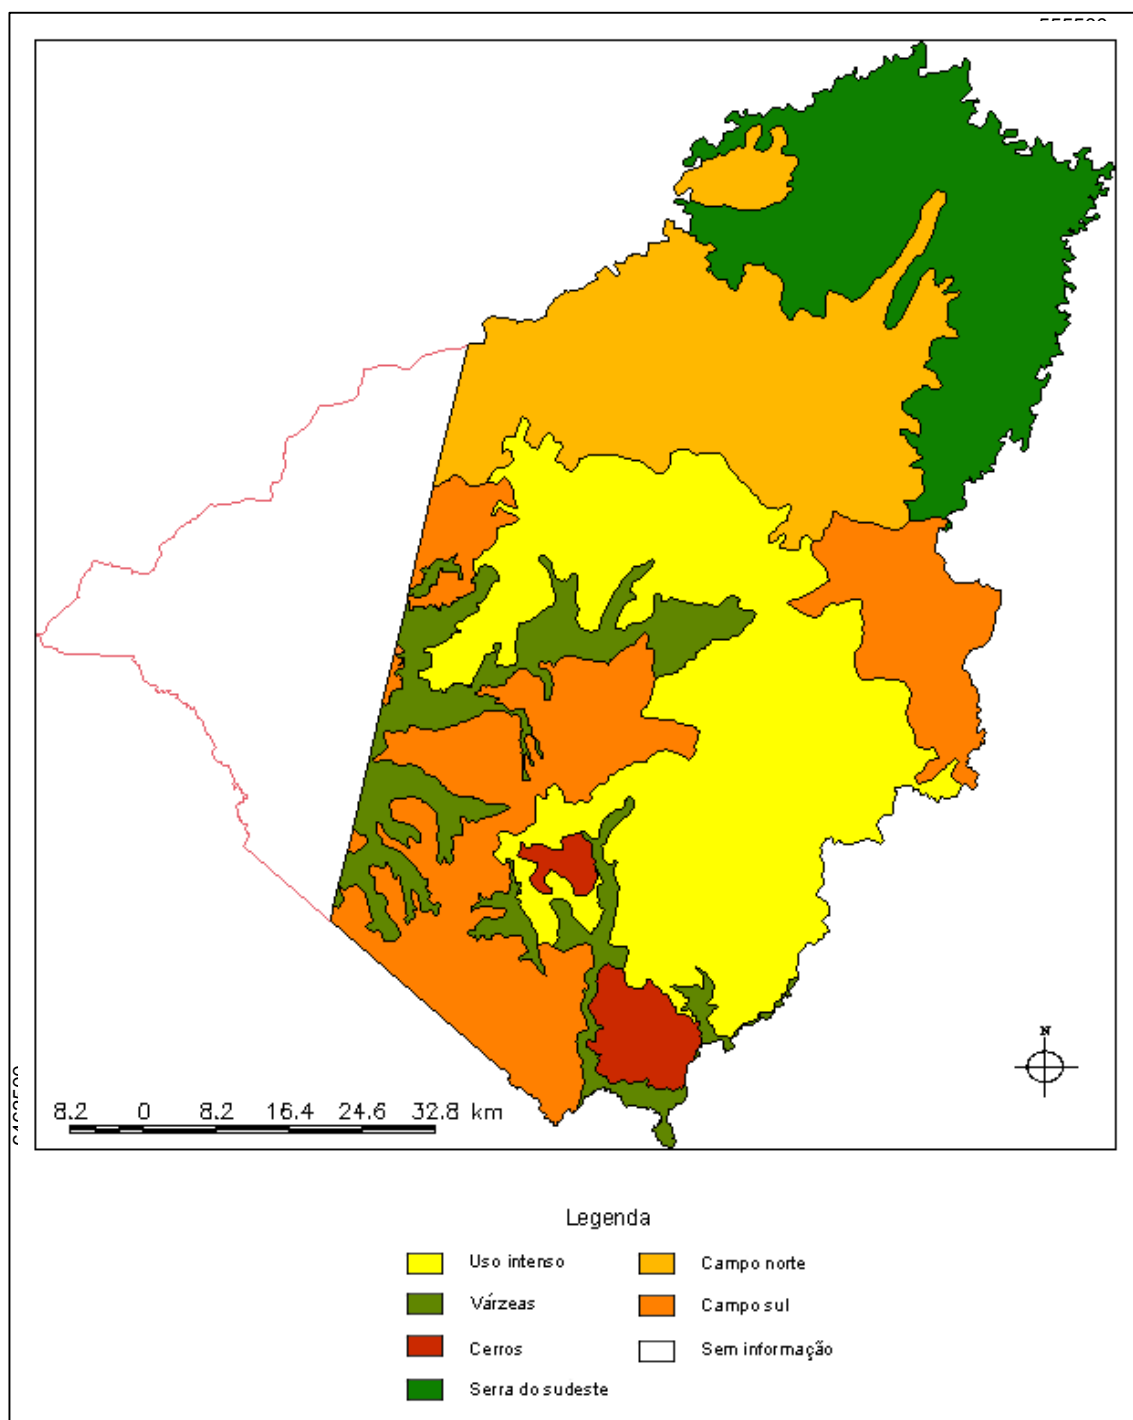 N
8.2 0 8.2 16.4 24.6 32.8 km
Legenda
Uso intenso
Campo norte
Várzeas
Campo sul
Cerros
Sem informação
Serra do sudeste